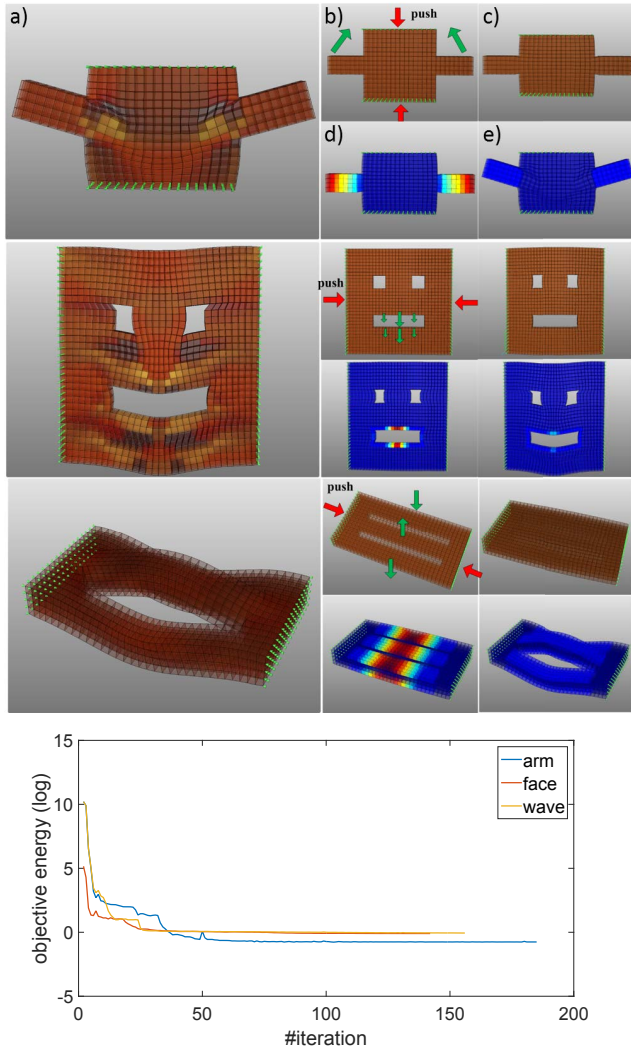 a)
b)
push
c)
d)
e)
push
push
15
10
5
0
-5
objective energy (log)
0
50
100
150
200
#iteration
arm
face
wave